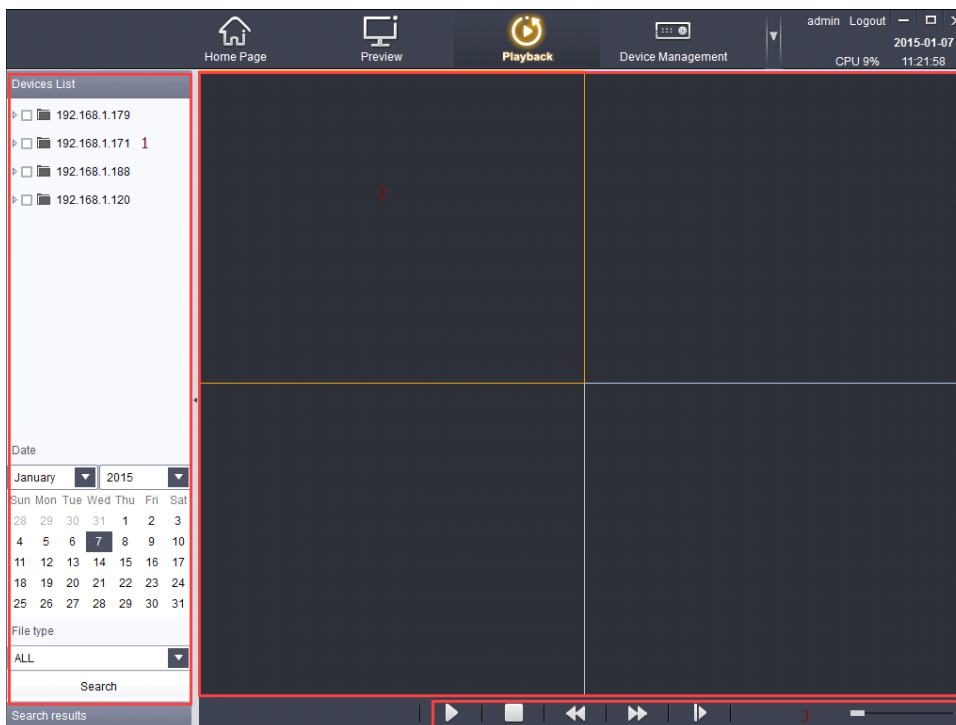 admin Logout
Home Page Preview Playback Device Management
2015-01-07
CPU 9% 11:21:58
Devices List
192.168.1.179
192.168.1.171 1
192.168.1.188
192.168.1.120
2
Date
January 2015
Sun Mon Tue Wed Thu Fri Sat
28 29 30 31 1 2 3
4 5 6 7 8 9 10
11 12 13 14 15 16 17
18 19 20 21 22 23 24
25 26 27 28 29 30 31
File type
ALL
Search
Search results
3